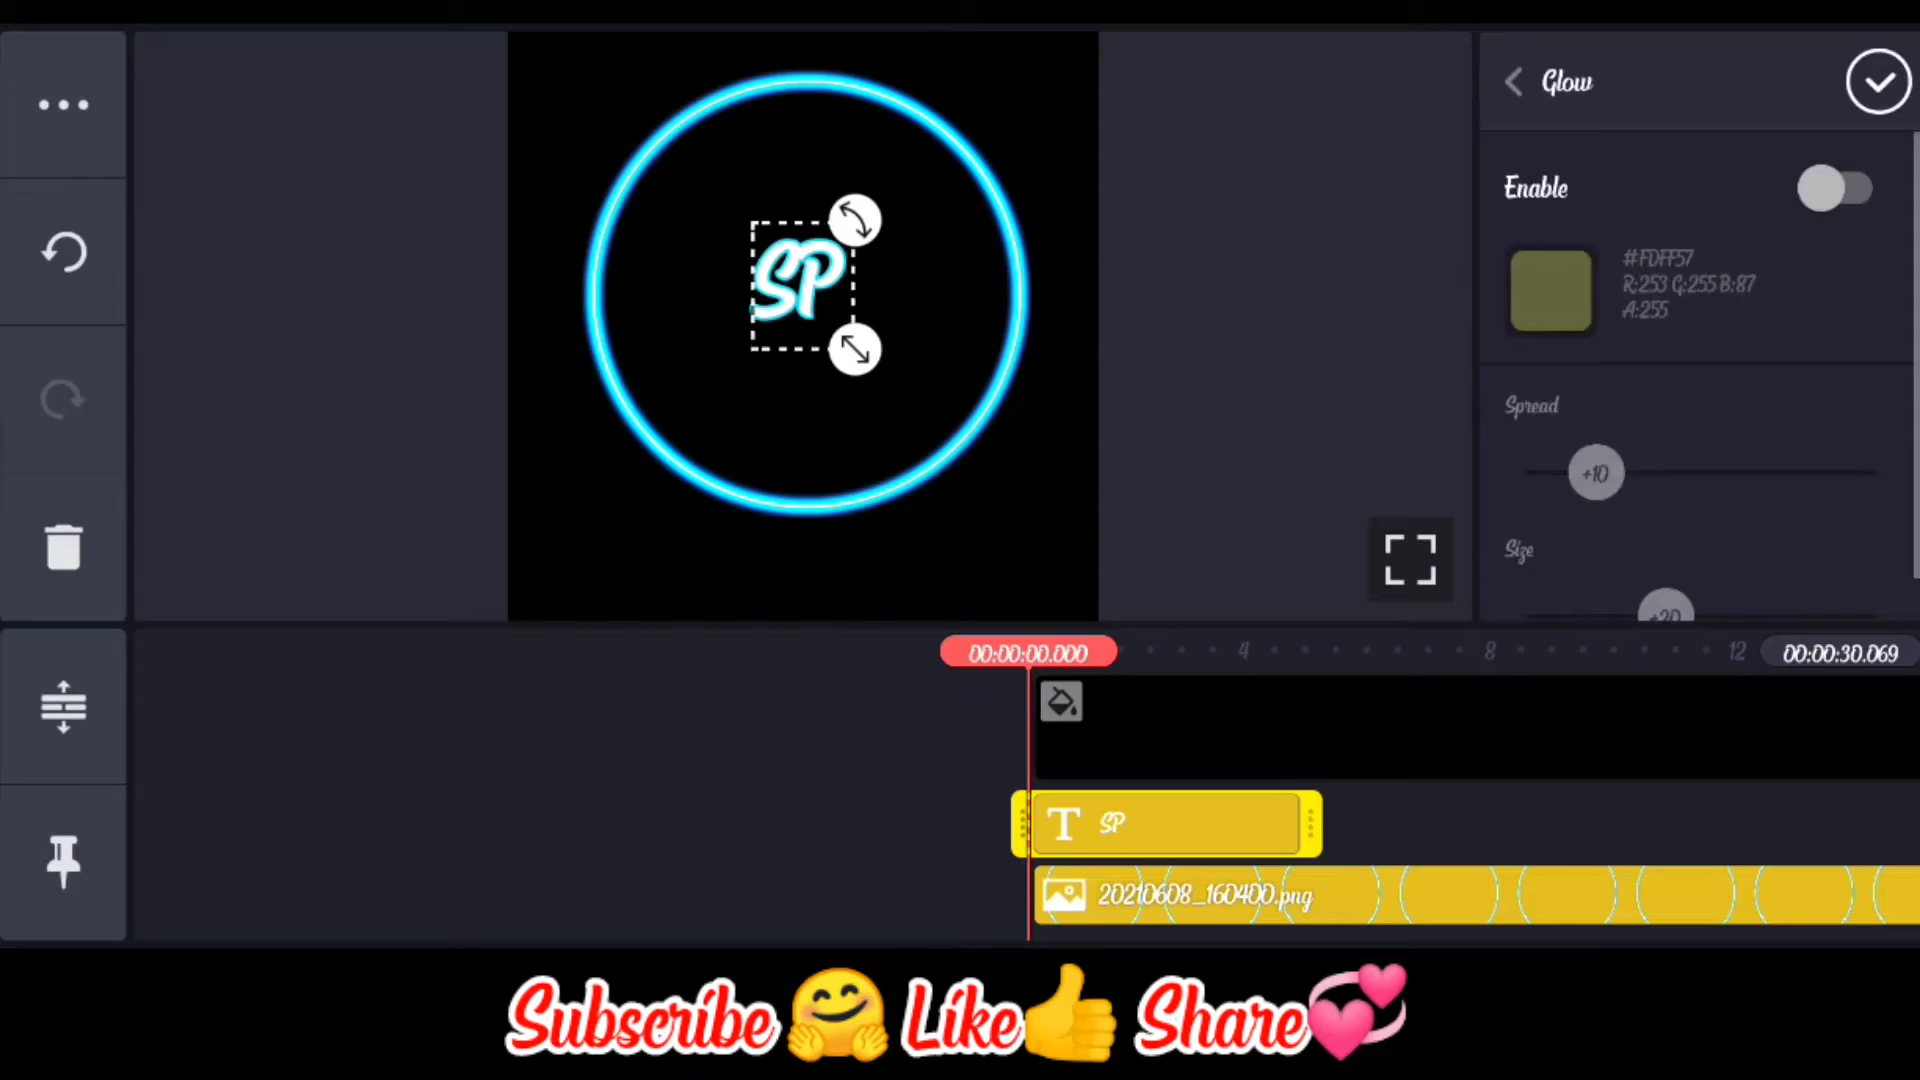 Glow
Enable
#FDFF57
R:253 G:255 B:87
A:255
Spread
+10
Size
+20
SP
00:00:00.000
4
8
12
00:00:30.069
T SP
20210608_160400.png
Subscribe🤗 Like👍 Share💞